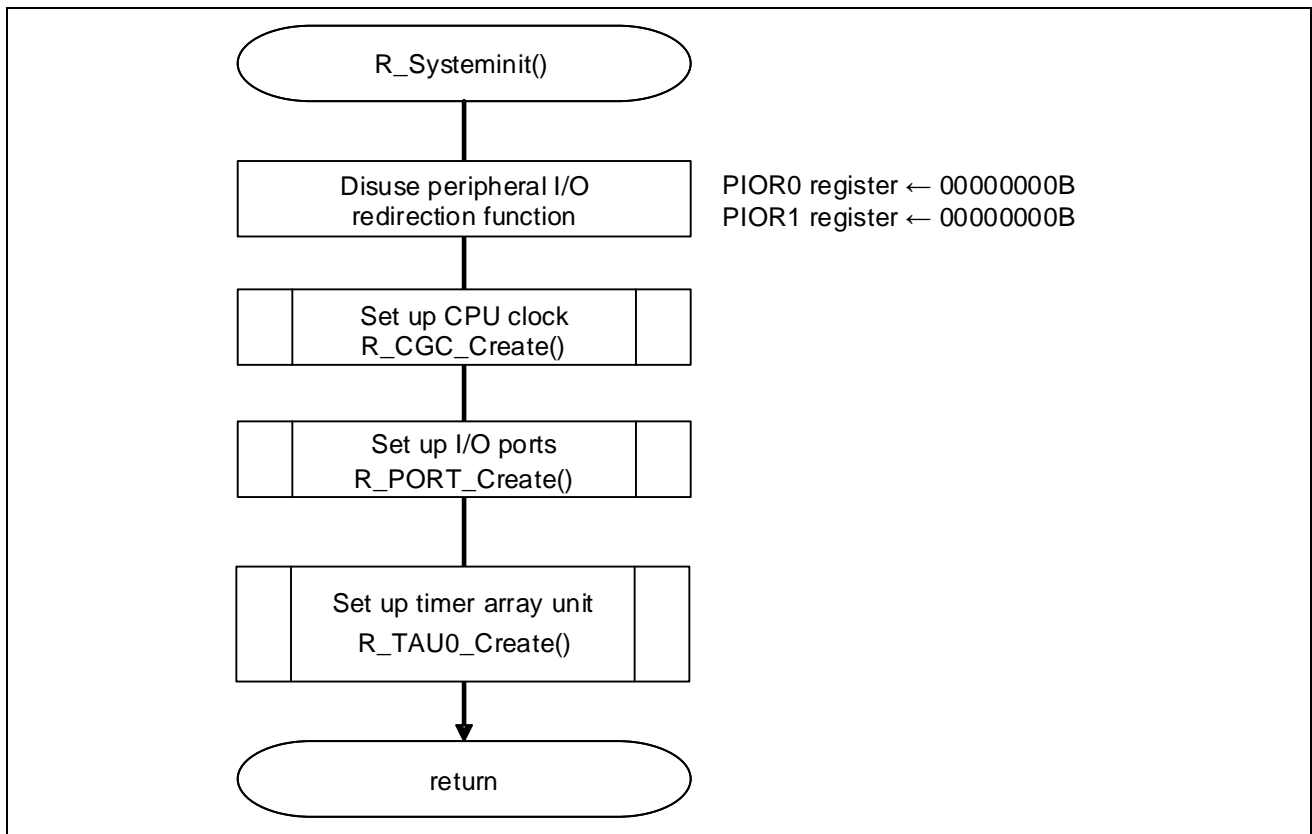 R_Systeminit()
Disuse peripheral I/O
redirection function
PIOR0 register ← 00000000B
PIOR1 register ← 00000000B
Set up CPU clock
R_CGC_Create()
Set up I/O ports
R_PORT_Create()
Set up timer array unit
R_TAU0_Create()
return